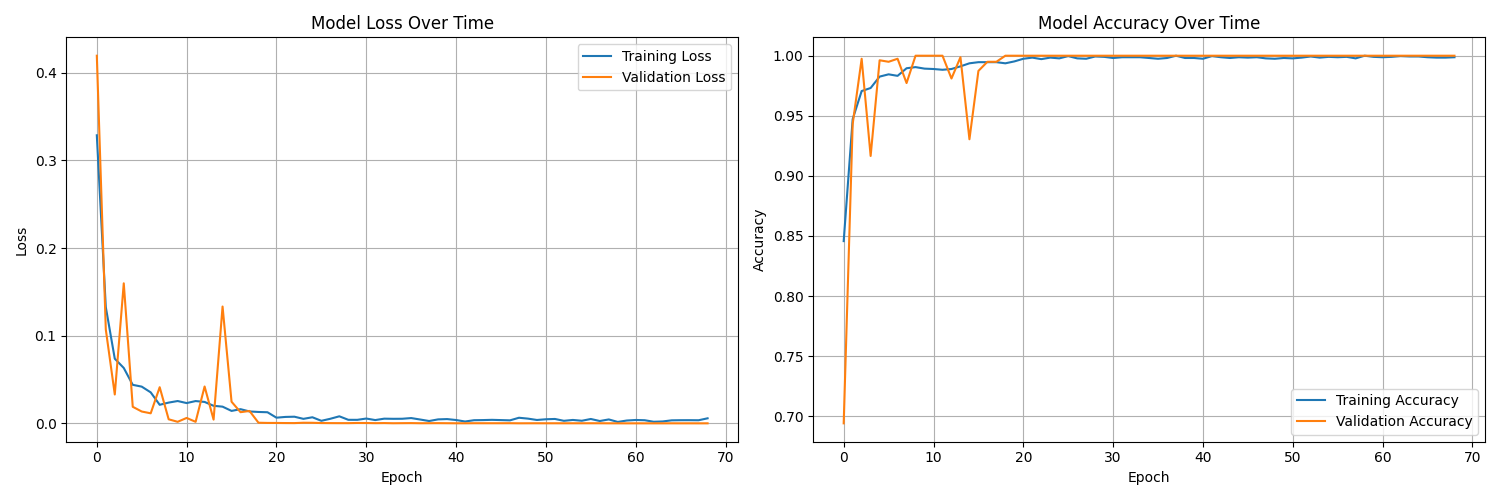 Model Loss Over Time
Training Loss
Validation Loss
0.4
0.3
0.2
0.1
0.0
Loss
0 10 20 30 40 50 60 70
Epoch
Model Accuracy Over Time
1.00
0.95
0.90
0.85
0.80
0.75
0.70
Accuracy
Training Accuracy
Validation Accuracy
0 10 20 30 40 50 60 70
Epoch